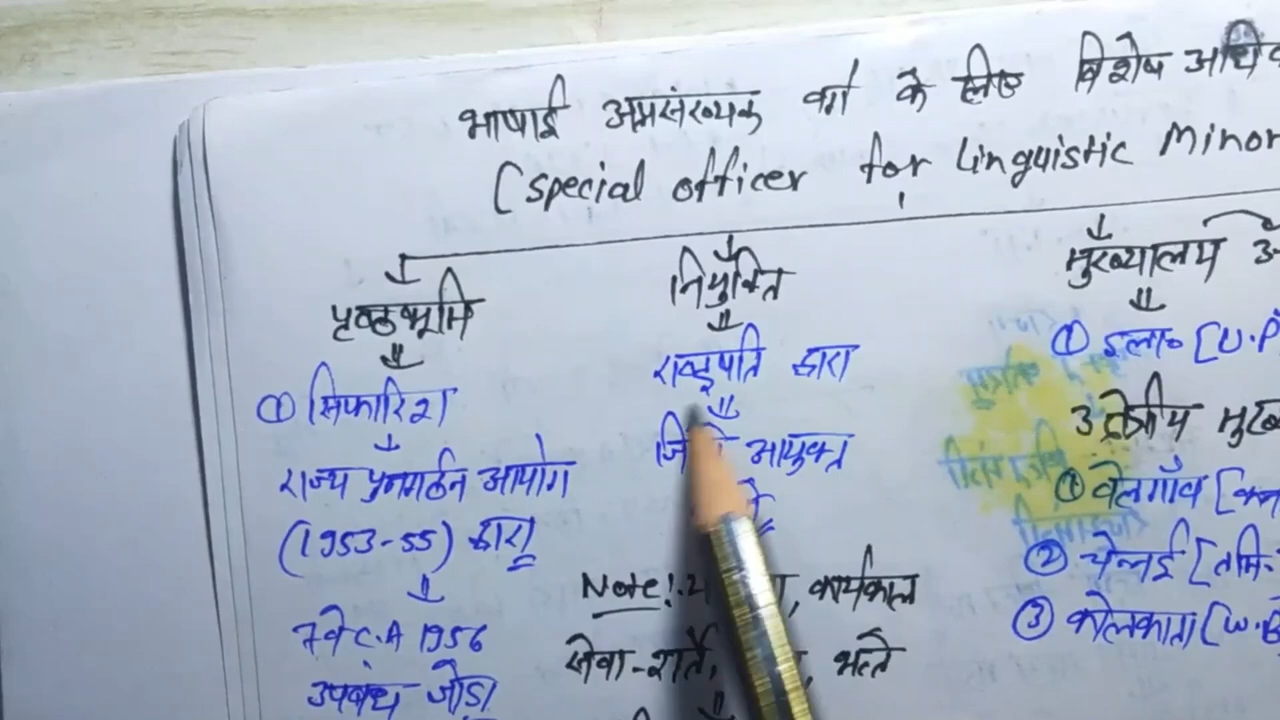 भाषाई अल्पसंख्यक वर्ग के लिए विशेष
(Special officer for Linguistic Minor
पृष्ठभूमि
① सिफारिश
राज्य पुनर्गठन आयोग
(1953-55) द्वारा
7वें C.A 1956
उपबंध जोड़ा
नियुक्ति
राष्ट्रपति द्वारा
आयुक्त
Note:-
, कार्यकाल
सेवा-शर्तें,
, भत्ते
मुख्यालय
① इला॰ [U.P
3 क्षेत्रीय
① बेलगाँव [
② चेन्नई [तमि
③ कोलकाता [W.B